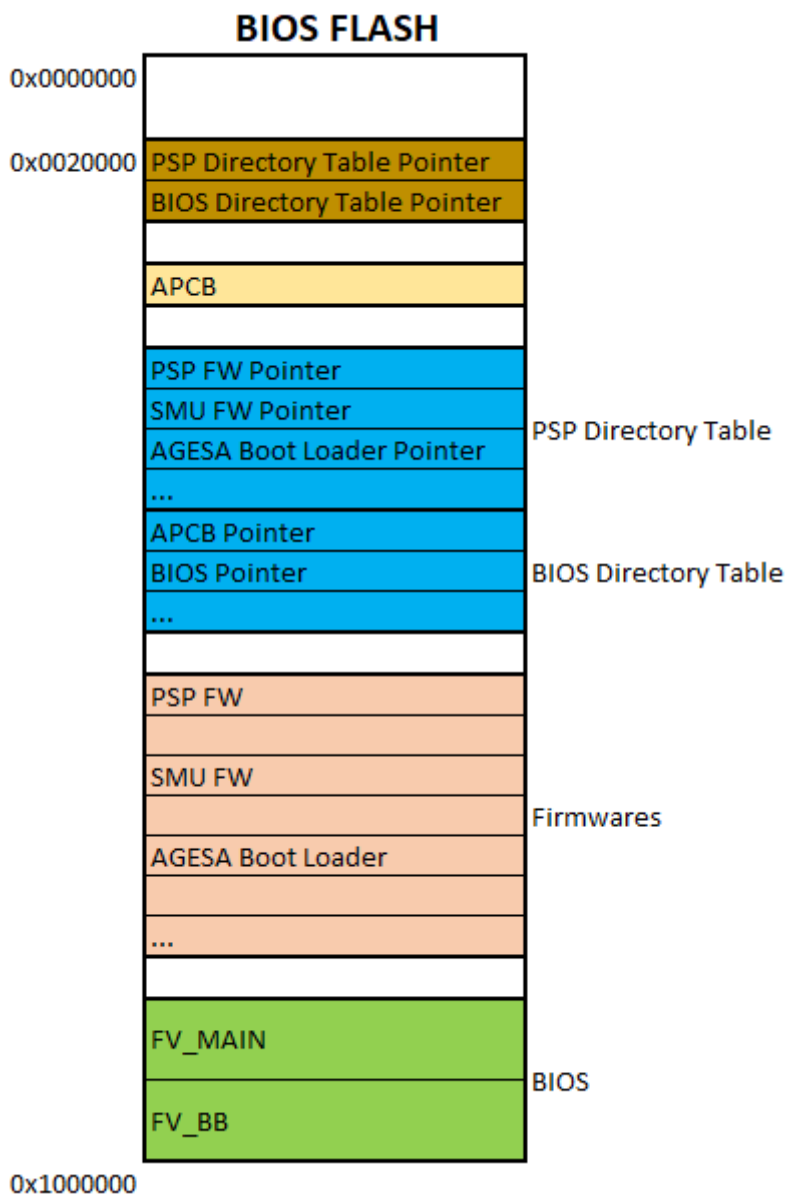 BIOS FLASH
0x0000000
0x0020000
PSP Directory Table Pointer
BIOS Directory Table Pointer
APCB
PSP FW Pointer
SMU FW Pointer
AGESA Boot Loader Pointer
...
PSP Directory Table
APCB Pointer
BIOS Pointer
...
BIOS Directory Table
PSP FW
SMU FW
AGESA Boot Loader
...
Firmwares
FV_MAIN
FV_BB
BIOS
0x1000000